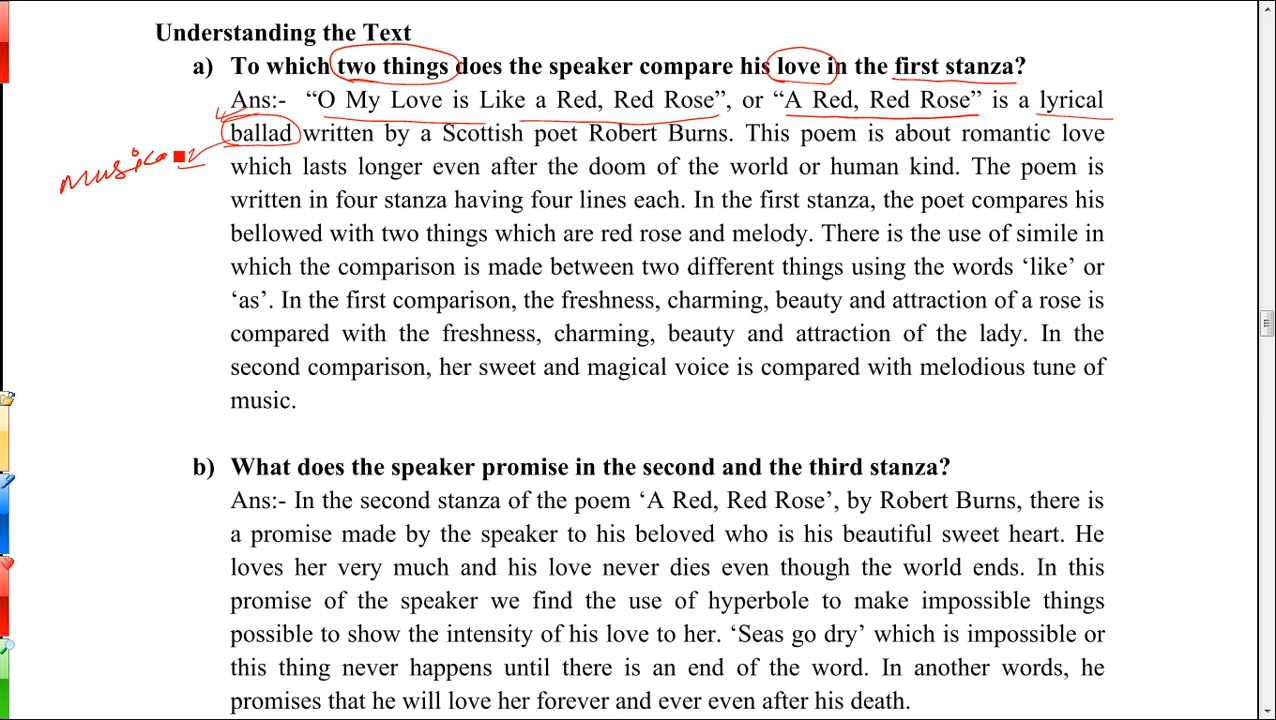 Understanding the Text
a) To which two things does the speaker compare his love in the first stanza?
Ans:- “O My Love is Like a Red, Red Rose”, or “A Red, Red Rose” is a lyrical
ballad written by a Scottish poet Robert Burns. This poem is about romantic love
which lasts longer even after the doom of the world or human kind. The poem is
written in four stanza having four lines each. In the first stanza, the poet compares his
bellowed with two things which are red rose and melody. There is the use of simile in
which the comparison is made between two different things using the words ‘like’ or
‘as’. In the first comparison, the freshness, charming, beauty and attraction of a rose is
compared with the freshness, charming, beauty and attraction of the lady. In the
second comparison, her sweet and magical voice is compared with melodious tune of
music.
b) What does the speaker promise in the second and the third stanza?
Ans:- In the second stanza of the poem ‘A Red, Red Rose’, by Robert Burns, there is
a promise made by the speaker to his beloved who is his beautiful sweet heart. He
loves her very much and his love never dies even though the world ends. In this
promise of the speaker we find the use of hyperbole to make impossible things
possible to show the intensity of his love to her. ‘Seas go dry’ which is impossible or
this thing never happens until there is an end of the word. In another words, he
promises that he will love her forever and ever even after his death.